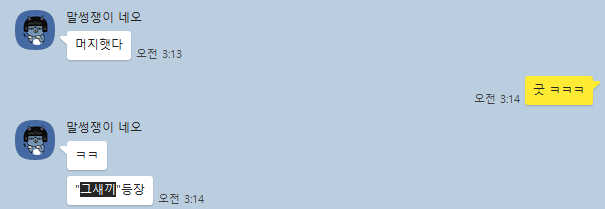 말썽쟁이 네오
머지했다
오전 3:13
굿 ㅋㅋㅋ
오전 3:14
말썽쟁이 네오
ㅋㅋ
"그새끼"등장
오전 3:14